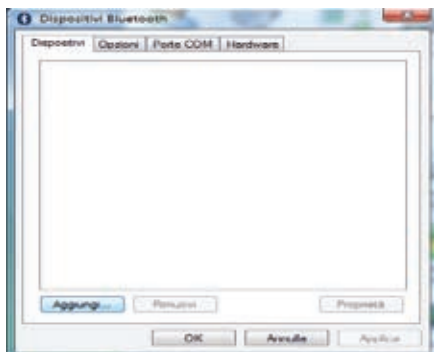 Dispositivi Bluetooth
Dispositivi Opzioni Porte COM Hardware
Aggiungi... Rimuovi Proprietà
OK Annulla Applica